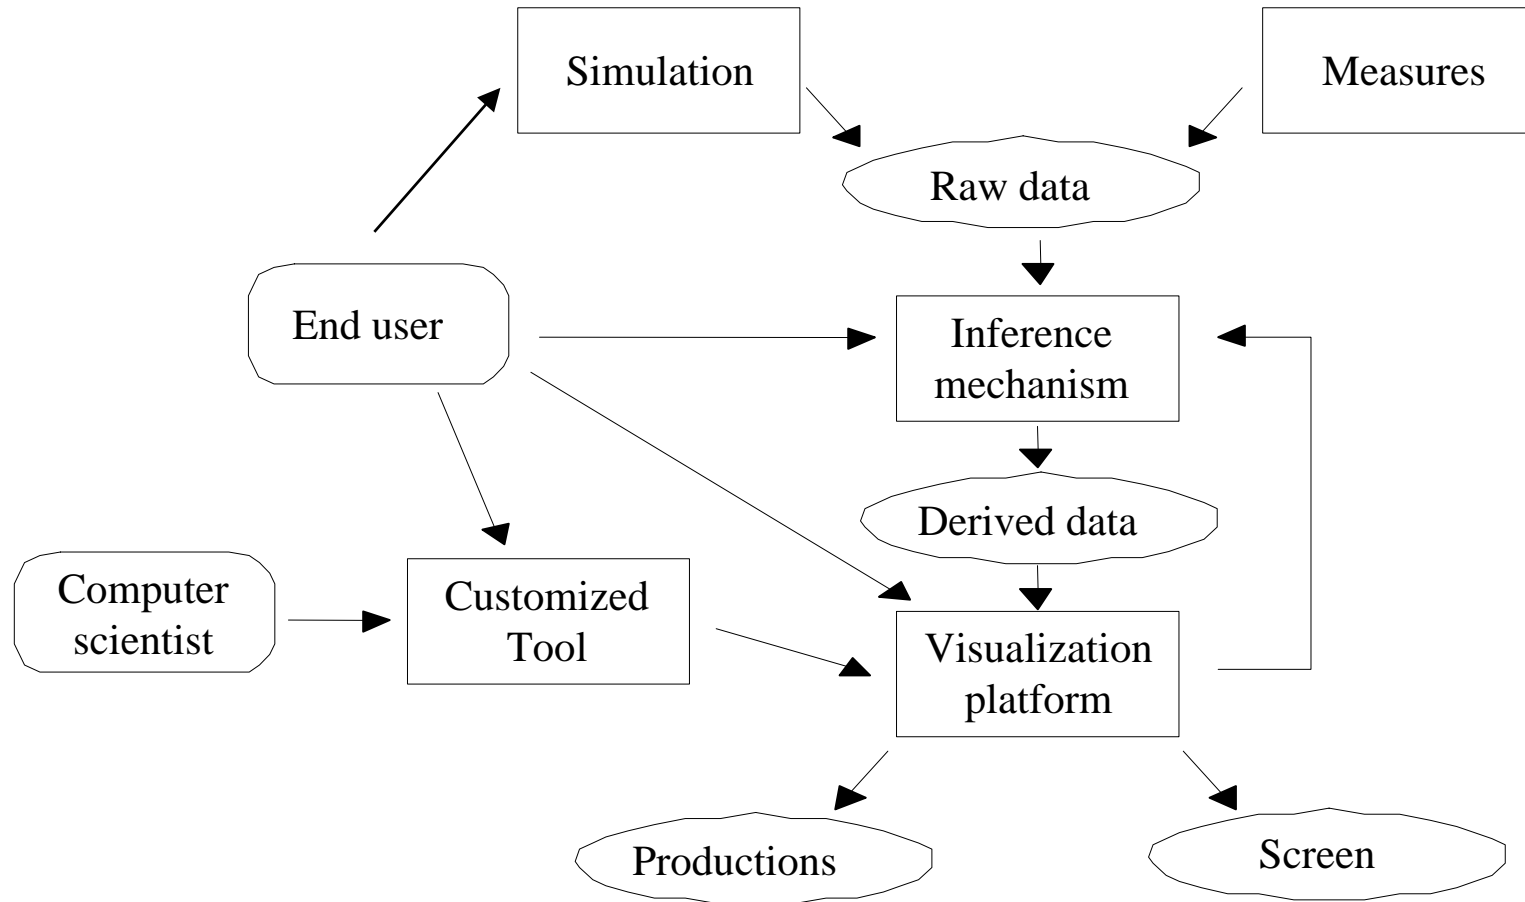 Simulation
Measures
Raw data
End user
Inference
mechanism
Derived data
Computer
scientist
Customized
Tool
Visualization
platform
Productions
Screen